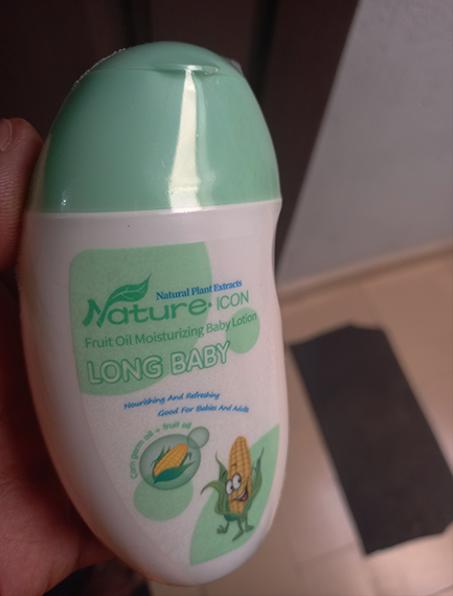 Natural Plant Extracts
Nature ICON
Fruit Oil Moisturizing Baby Lotion
LONG BABY
Nourishing And Refreshing
Good For Babies And Adults
Corn germ oil + fruit oil